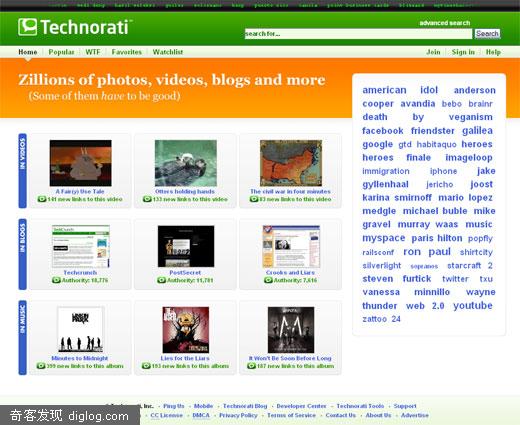 Technorati™
advanced search
search for... Search
Home Popular WTF Favorites Watchlist Join Sign in Help
Zillions of photos, videos, blogs and more
(Some of them have to be good)
american idol anderson
cooper avandia bebo brainr
death by veganism
facebook friendster galilea
google gtd habitaquo heroes
heroes finale imageloop
immigration iphone jake
gyllenhaal jericho joost
karina smirnoff mario lopez
medgle michael buble mike
gravel murray waas music
myspace paris hilton popfly
railsconf ron paul shirtcity
silverlight sopranos starcraft 2
steven furtick twitter txu
vanessa minnillo wayne
thunder web 2.0 youtube
zattoo 24
IN VIDEOS
A Fair(y) Use Tale
141 new links to this video
Otters holding hands
133 new links to this video
The civil war in four minutes
83 new links to this video
IN BLOGS
Techcrunch
Authority: 18,776
PostSecret
Authority: 11,781
Crooks and Liars
Authority: 7,616
IN MUSIC
Minutes to Midnight
399 new links to this album
Lies for the Liars
193 new links to this album
It Won't Be Soon Before Long
187 new links to this album
Technorati, Inc. Ping Us Mobile Technorati Blog Developer Center Technorati Tools Support
CC License DMCA Privacy Policy Terms of Service Contact Us About Us Advertise
奇客发现 diglog.com